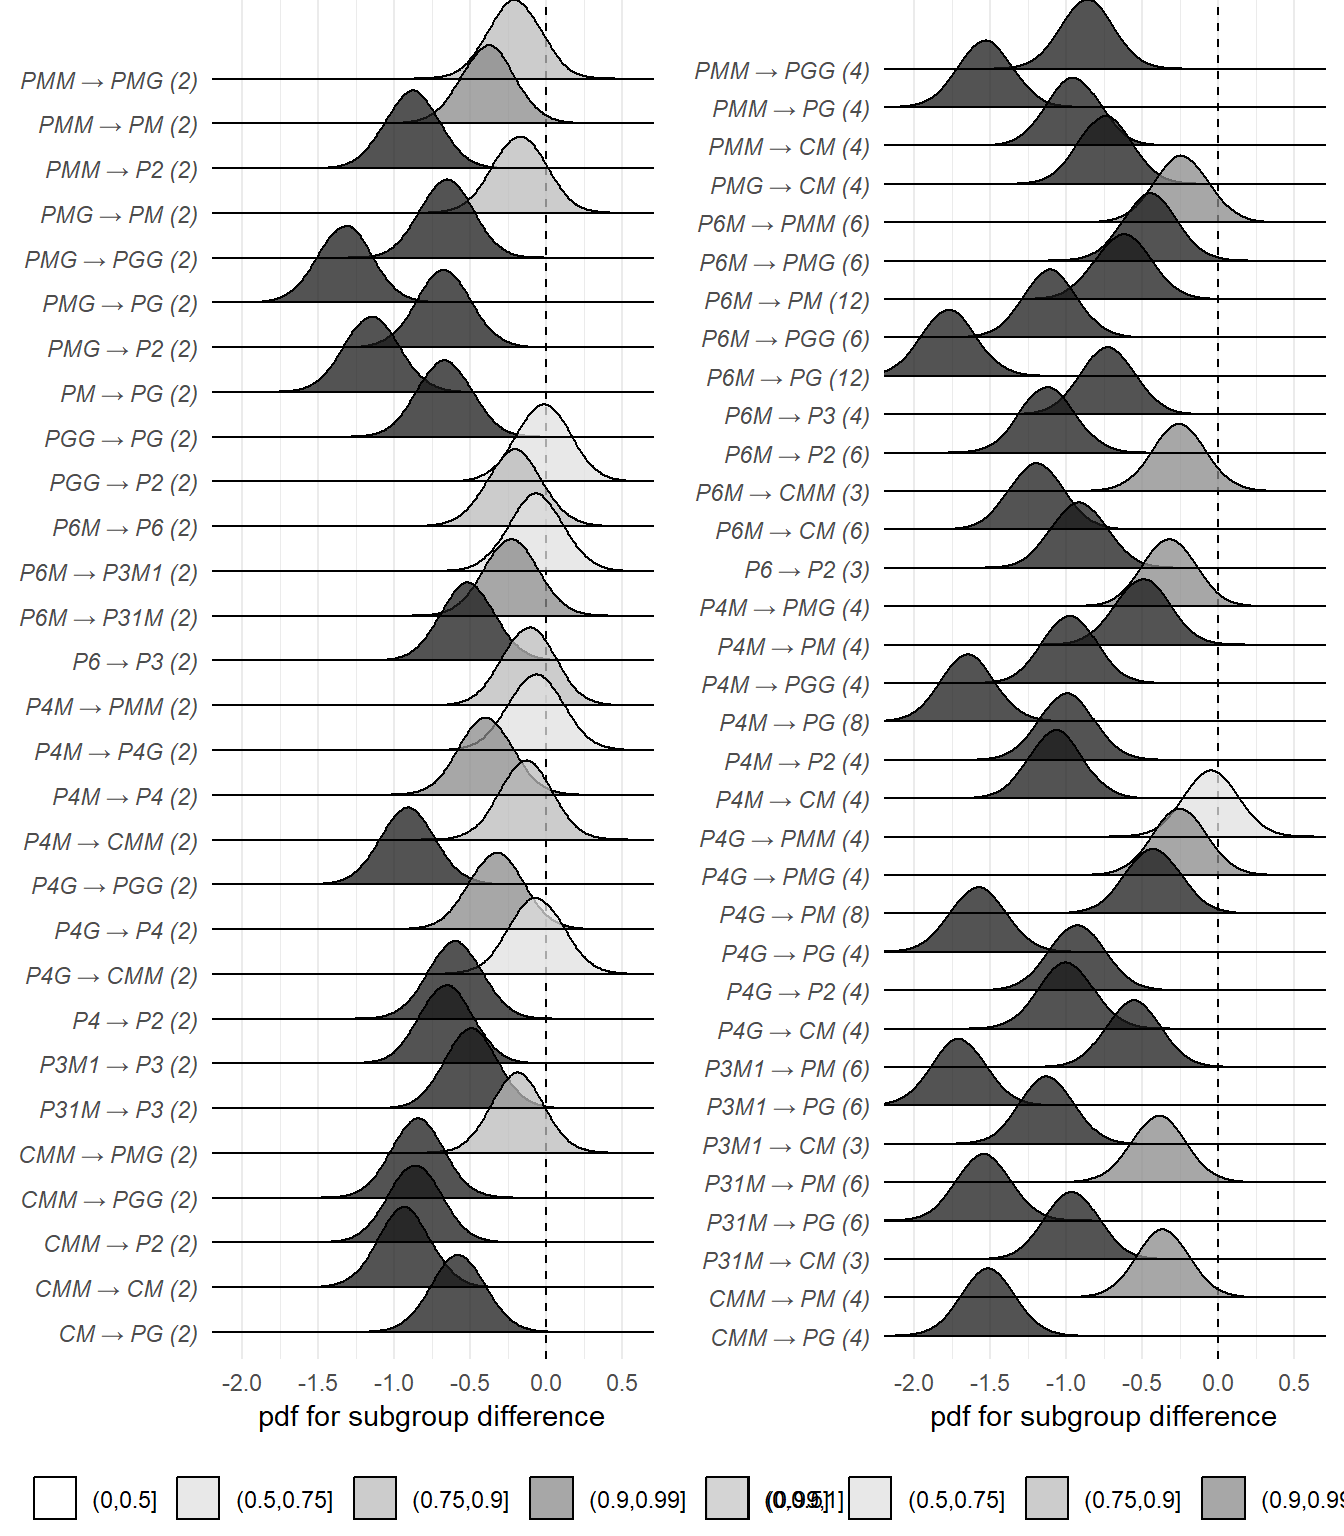 PMM → PMG (2)
PMM → PM (2)
PMM → P2 (2)
PMG → PM (2)
PMG → PGG (2)
PMG → PG (2)
PMG → P2 (2)
PM → PG (2)
PGG → PG (2)
PGG → P2 (2)
P6M → P6 (2)
P6M → P3M1 (2)
P6M → P31M (2)
P6 → P3 (2)
P4M → PMM (2)
P4M → P4G (2)
P4M → P4 (2)
P4M → CMM (2)
P4G → PGG (2)
P4G → P4 (2)
P4G → CMM (2)
P4 → P2 (2)
P3M1 → P3 (2)
P31M → P3 (2)
CMM → PMG (2)
CMM → PGG (2)
CMM → P2 (2)
CMM → CM (2)
CM → PG (2)
-2.0 -1.5 -1.0 -0.5 0.0 0.5
pdf for subgroup difference
PMM → PGG (4)
PMM → PG (4)
PMM → CM (4)
PMG → CM (4)
P6M → PMM (6)
P6M → PMG (6)
P6M → PM (12)
P6M → PGG (6)
P6M → PG (12)
P6M → P3 (4)
P6M → P2 (6)
P6M → CMM (3)
P6M → CM (6)
P6 → P2 (3)
P4M → PMG (4)
P4M → PM (4)
P4M → PGG (4)
P4M → PG (8)
P4M → P2 (4)
P4M → CM (4)
P4G → PMM (4)
P4G → PMG (4)
P4G → PM (8)
P4G → PG (4)
P4G → P2 (4)
P4G → CM (4)
P3M1 → PM (6)
P3M1 → PG (6)
P3M1 → CM (3)
P31M → PM (6)
P31M → PG (6)
P31M → CM (3)
CMM → PM (4)
CMM → PG (4)
-2.0 -1.5 -1.0 -0.5 0.0 0.5
pdf for subgroup difference
(0,0.5] (0.5,0.75] (0.75,0.9] (0.9,0.99] (0.5,0.75] (0.75,0.9] (0.9,0.99